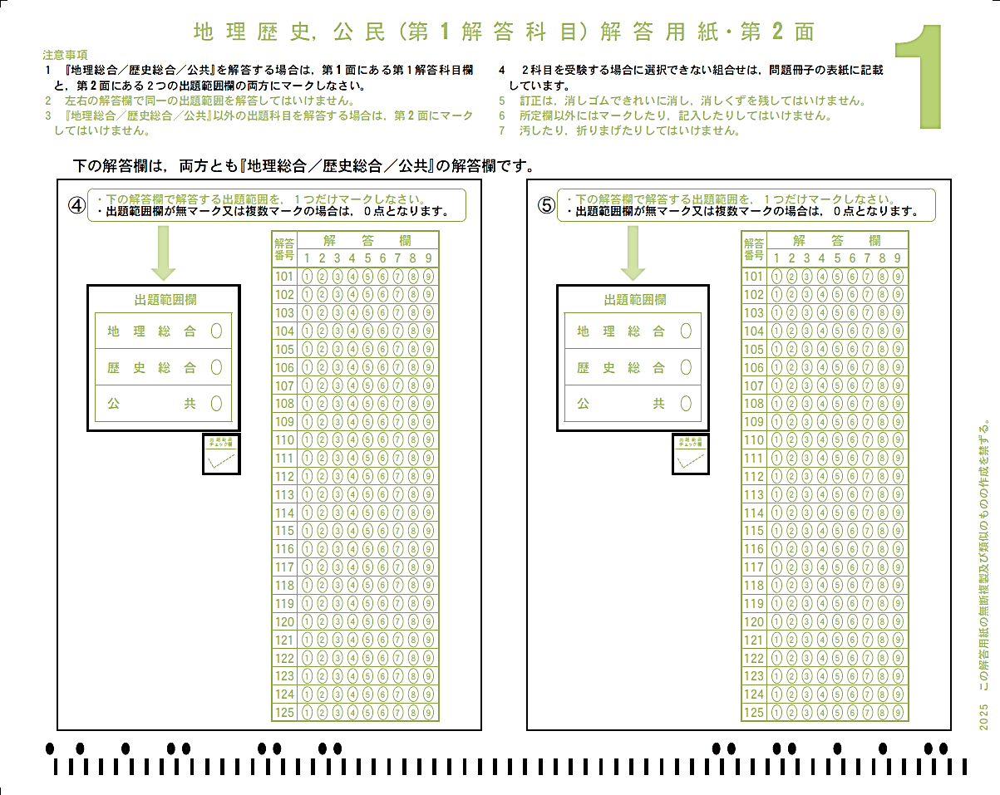 地理歴史，公民(第1解答科目)解答用紙・第2面
1
注意事項
1　『地理総合／歴史総合／公共』を解答する場合は，第1面にある第1解答科目欄
と，第2面にある2つの出題範囲欄の両方にマークしなさい。
2　左右の解答欄で同一の出題範囲を解答してはいけません。
3　『地理総合／歴史総合／公共』以外の出題科目を解答する場合は，第2面にマーク
してはいけません。
4　2科目を受験する場合に選択できない組合せは，問題冊子の表紙に記載
しています。
5　訂正は，消しゴムできれいに消し，消しくずを残してはいけません。
6　所定欄以外にはマークしたり，記入したりしてはいけません。
7　汚したり，折りまげたりしてはいけません。
下の解答欄は，両方とも『地理総合／歴史総合／公共』の解答欄です。
④
・下の解答欄で解答する出題範囲を，1つだけマークしなさい。
・出題範囲欄が無マーク又は複数マークの場合は，0点となります。
出題範囲欄
地理総合
歴史総合
公共
出題範囲
チェック欄
解答番号　解答欄
1 2 3 4 5 6 7 8 9
101 ① ② ③ ④ ⑤ ⑥ ⑦ ⑧ ⑨
102 ① ② ③ ④ ⑤ ⑥ ⑦ ⑧ ⑨
103 ① ② ③ ④ ⑤ ⑥ ⑦ ⑧ ⑨
104 ① ② ③ ④ ⑤ ⑥ ⑦ ⑧ ⑨
105 ① ② ③ ④ ⑤ ⑥ ⑦ ⑧ ⑨
106 ① ② ③ ④ ⑤ ⑥ ⑦ ⑧ ⑨
107 ① ② ③ ④ ⑤ ⑥ ⑦ ⑧ ⑨
108 ① ② ③ ④ ⑤ ⑥ ⑦ ⑧ ⑨
109 ① ② ③ ④ ⑤ ⑥ ⑦ ⑧ ⑨
110 ① ② ③ ④ ⑤ ⑥ ⑦ ⑧ ⑨
111 ① ② ③ ④ ⑤ ⑥ ⑦ ⑧ ⑨
112 ① ② ③ ④ ⑤ ⑥ ⑦ ⑧ ⑨
113 ① ② ③ ④ ⑤ ⑥ ⑦ ⑧ ⑨
114 ① ② ③ ④ ⑤ ⑥ ⑦ ⑧ ⑨
115 ① ② ③ ④ ⑤ ⑥ ⑦ ⑧ ⑨
116 ① ② ③ ④ ⑤ ⑥ ⑦ ⑧ ⑨
117 ① ② ③ ④ ⑤ ⑥ ⑦ ⑧ ⑨
118 ① ② ③ ④ ⑤ ⑥ ⑦ ⑧ ⑨
119 ① ② ③ ④ ⑤ ⑥ ⑦ ⑧ ⑨
120 ① ② ③ ④ ⑤ ⑥ ⑦ ⑧ ⑨
121 ① ② ③ ④ ⑤ ⑥ ⑦ ⑧ ⑨
122 ① ② ③ ④ ⑤ ⑥ ⑦ ⑧ ⑨
123 ① ② ③ ④ ⑤ ⑥ ⑦ ⑧ ⑨
124 ① ② ③ ④ ⑤ ⑥ ⑦ ⑧ ⑨
125 ① ② ③ ④ ⑤ ⑥ ⑦ ⑧ ⑨
⑤
・下の解答欄で解答する出題範囲を，1つだけマークしなさい。
・出題範囲欄が無マーク又は複数マークの場合は，0点となります。
出題範囲欄
地理総合
歴史総合
公共
出題範囲
チェック欄
解答番号　解答欄
1 2 3 4 5 6 7 8 9
101 ① ② ③ ④ ⑤ ⑥ ⑦ ⑧ ⑨
102 ① ② ③ ④ ⑤ ⑥ ⑦ ⑧ ⑨
103 ① ② ③ ④ ⑤ ⑥ ⑦ ⑧ ⑨
104 ① ② ③ ④ ⑤ ⑥ ⑦ ⑧ ⑨
105 ① ② ③ ④ ⑤ ⑥ ⑦ ⑧ ⑨
106 ① ② ③ ④ ⑤ ⑥ ⑦ ⑧ ⑨
107 ① ② ③ ④ ⑤ ⑥ ⑦ ⑧ ⑨
108 ① ② ③ ④ ⑤ ⑥ ⑦ ⑧ ⑨
109 ① ② ③ ④ ⑤ ⑥ ⑦ ⑧ ⑨
110 ① ② ③ ④ ⑤ ⑥ ⑦ ⑧ ⑨
111 ① ② ③ ④ ⑤ ⑥ ⑦ ⑧ ⑨
112 ① ② ③ ④ ⑤ ⑥ ⑦ ⑧ ⑨
113 ① ② ③ ④ ⑤ ⑥ ⑦ ⑧ ⑨
114 ① ② ③ ④ ⑤ ⑥ ⑦ ⑧ ⑨
115 ① ② ③ ④ ⑤ ⑥ ⑦ ⑧ ⑨
116 ① ② ③ ④ ⑤ ⑥ ⑦ ⑧ ⑨
117 ① ② ③ ④ ⑤ ⑥ ⑦ ⑧ ⑨
118 ① ② ③ ④ ⑤ ⑥ ⑦ ⑧ ⑨
119 ① ② ③ ④ ⑤ ⑥ ⑦ ⑧ ⑨
120 ① ② ③ ④ ⑤ ⑥ ⑦ ⑧ ⑨
121 ① ② ③ ④ ⑤ ⑥ ⑦ ⑧ ⑨
122 ① ② ③ ④ ⑤ ⑥ ⑦ ⑧ ⑨
123 ① ② ③ ④ ⑤ ⑥ ⑦ ⑧ ⑨
124 ① ② ③ ④ ⑤ ⑥ ⑦ ⑧ ⑨
125 ① ② ③ ④ ⑤ ⑥ ⑦ ⑧ ⑨
2025　この解答用紙の無断複製及び類似のものの作成を禁ずる。